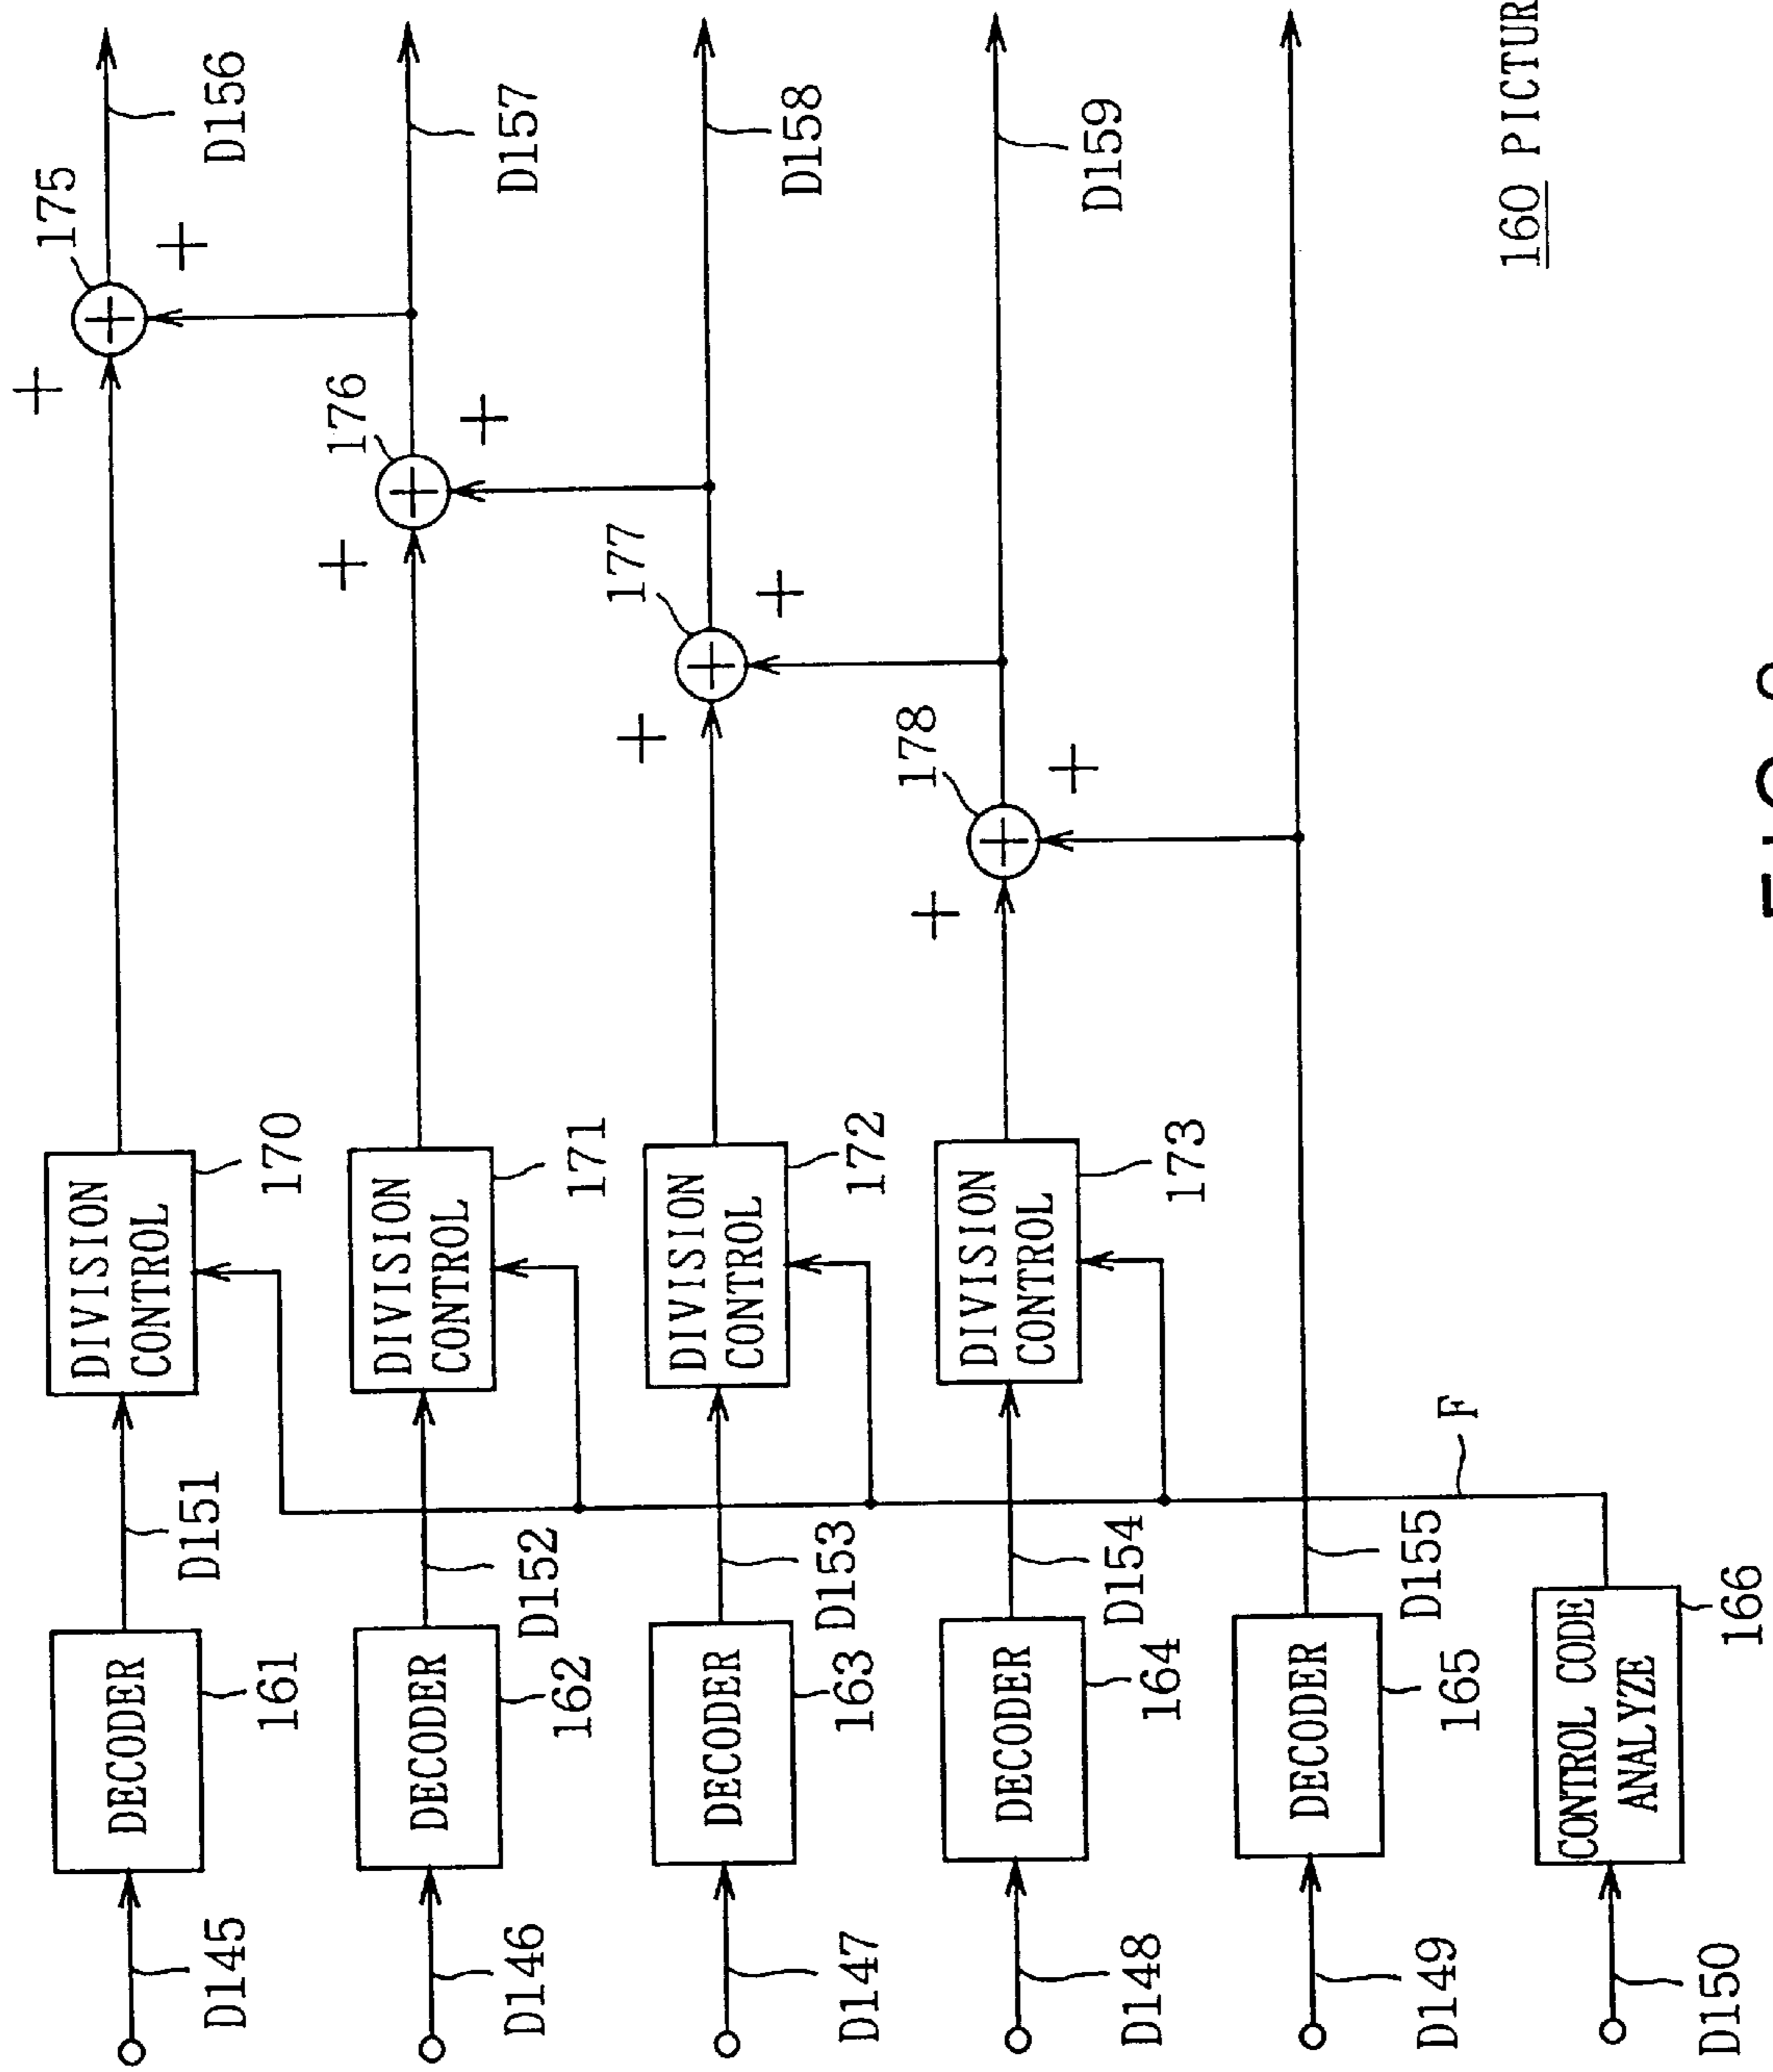 D145
DECODER
161
D151
DIVISION
CONTROL
170
+
175
+
D156
D146
DECODER
162
D152
DIVISION
CONTROL
171
+
176
+
D157
D147
DECODER
163
D153
DIVISION
CONTROL
172
+
177
+
D158
D148
DECODER
164
D154
DIVISION
CONTROL
173
+
178
+
D159
D149
DECODER
165
D155
D150
CONTROL CODE
ANALYZE
166
F
160 PICTUR